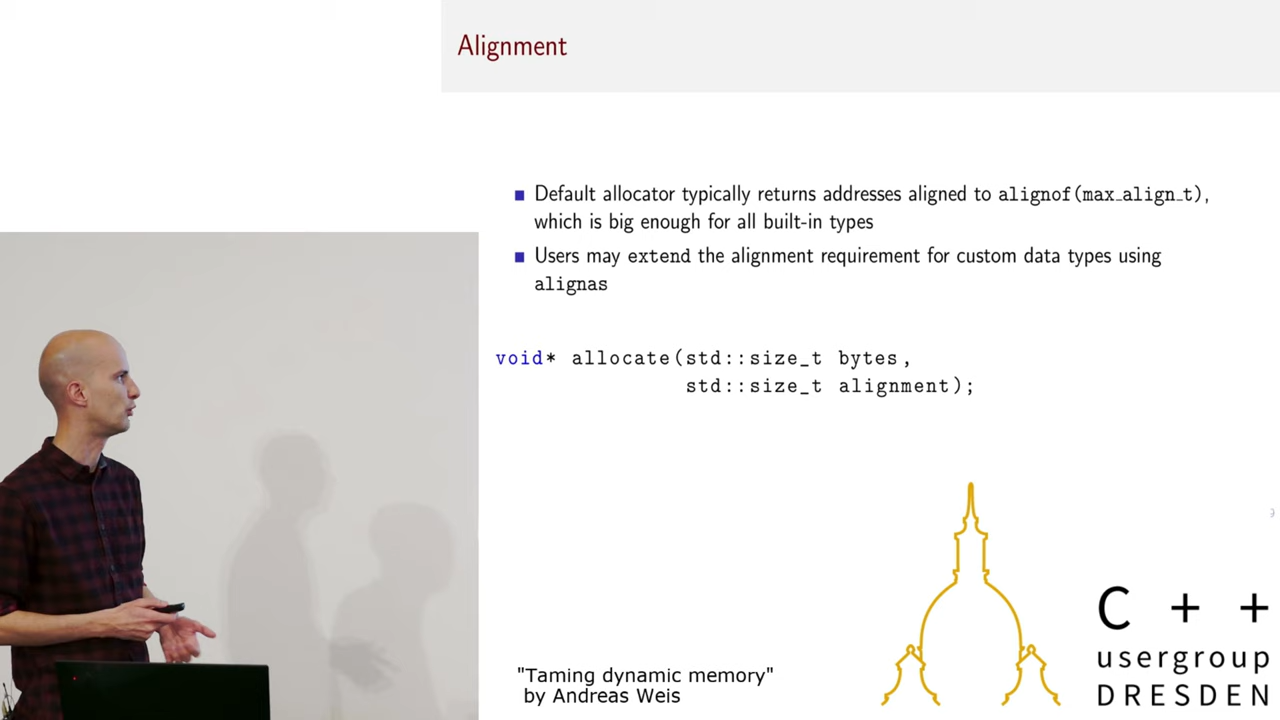 Alignment
■ Default allocator typically returns addresses aligned to alignof(max_align_t),
which is big enough for all built-in types
■ Users may extend the alignment requirement for custom data types using
alignas
void* allocate(std::size_t bytes,
std::size_t alignment);
9
C++
usergroup
DRESDEN
"Taming dynamic memory"
by Andreas Weis